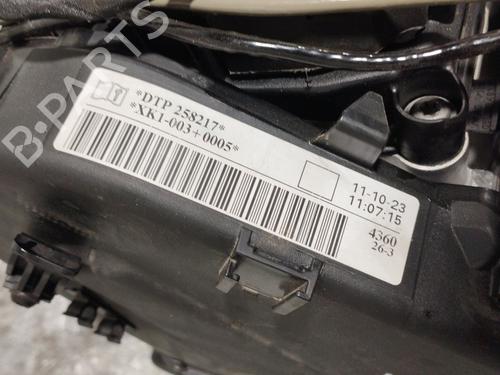 B-PARTS
*DTP 258217*
*XK1-003+0005*
11-10-23
11:07:15
4360
26-3